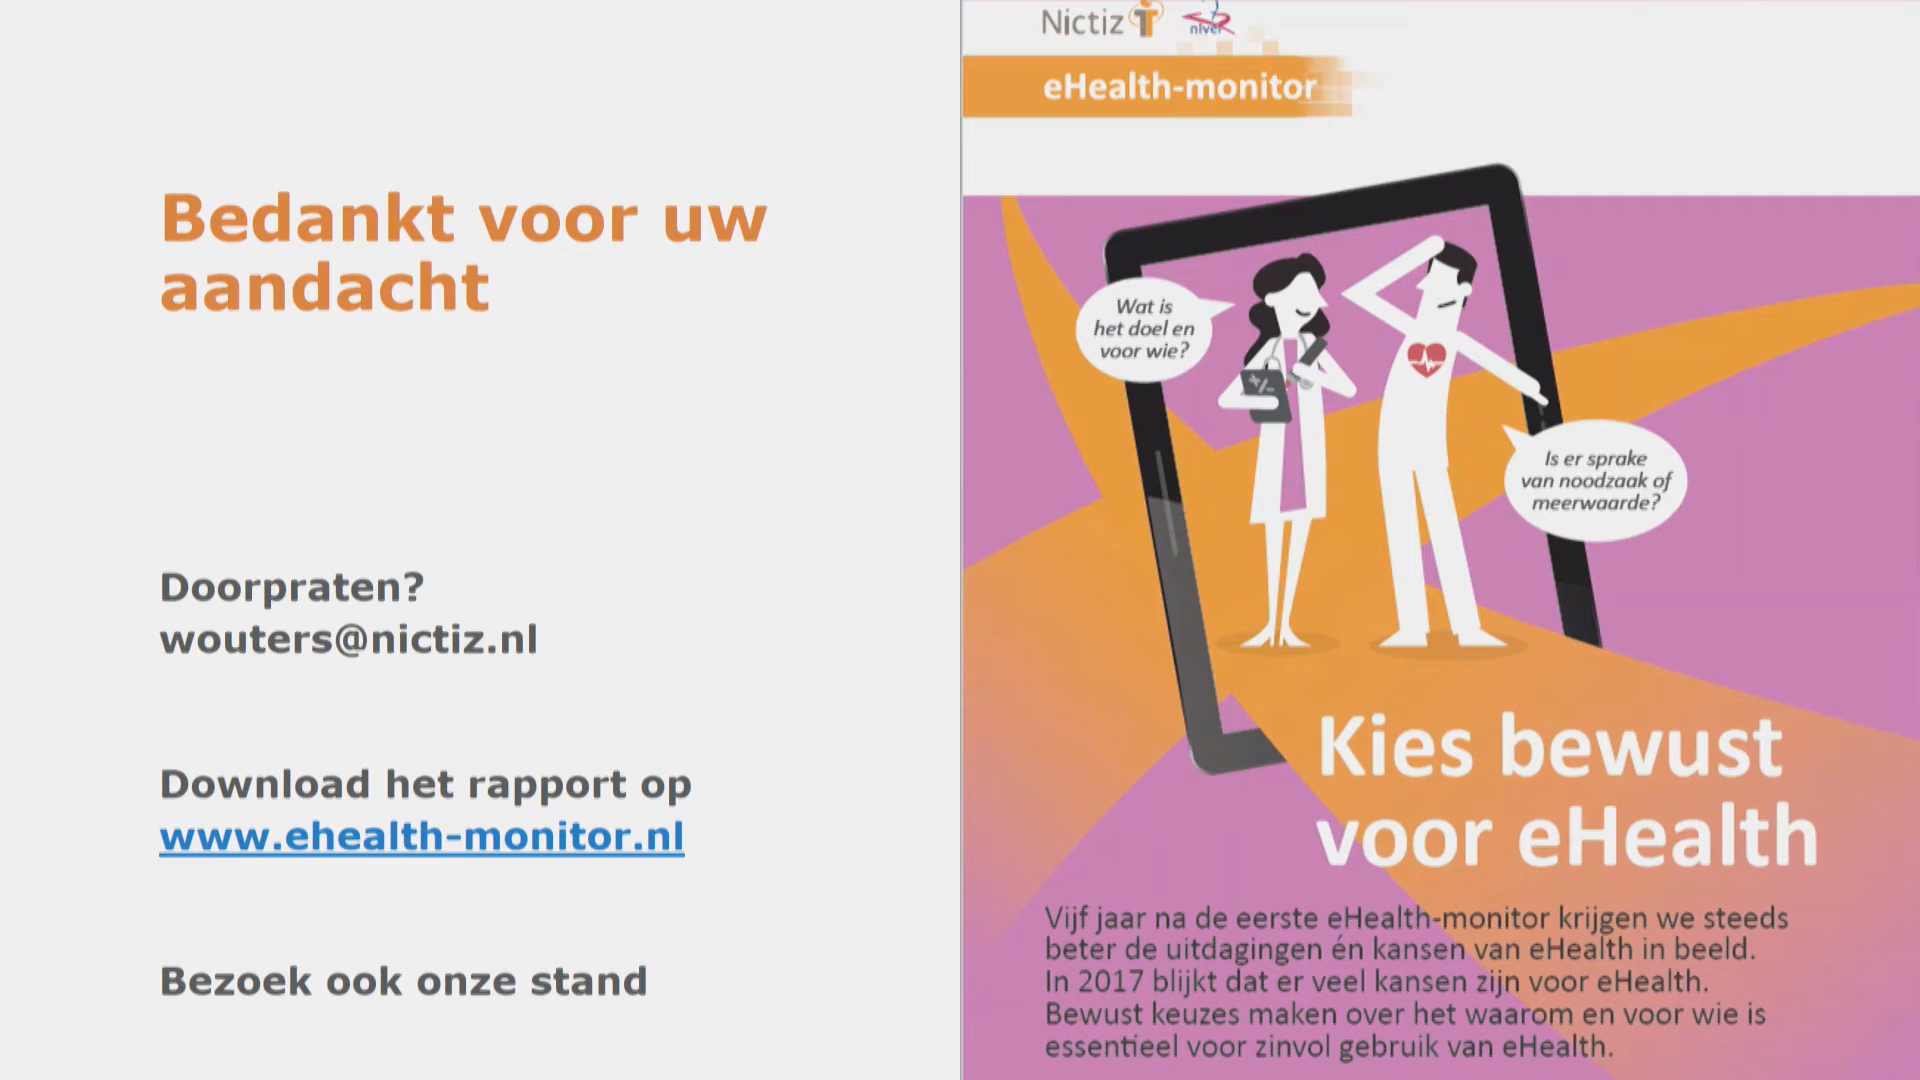 Bedankt voor uw
aandacht
Doorpraten?
wouters@nictiz.nl
Download het rapport op
www.ehealth-monitor.nl
Bezoek ook onze stand
Nictiz
nivel
eHealth-monitor
Wat is
het doel en
voor wie?
+/-
Is er sprake
van noodzaak of
meerwaarde?
Kies bewust
voor eHealth
Vijf jaar na de eerste eHealth-monitor krijgen we steeds
beter de uitdagingen én kansen van eHealth in beeld.
In 2017 blijkt dat er veel kansen zijn voor eHealth.
Bewust keuzes maken over het waarom en voor wie is
essentieel voor zinvol gebruik van eHealth.